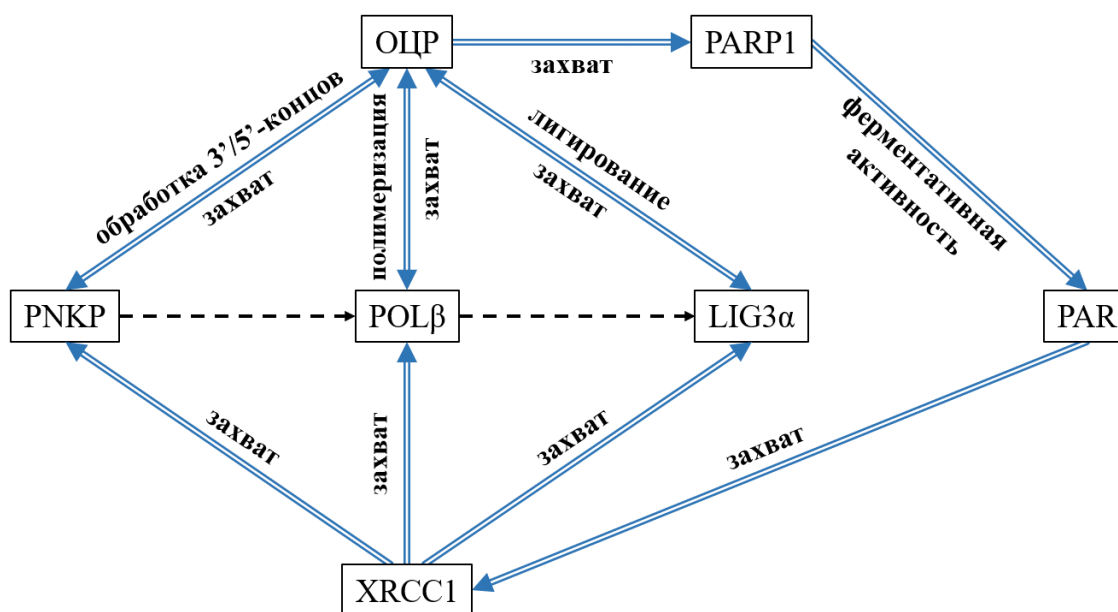 ОЦР
PARP1
захват
обработка 3’/5’-концов
захват
полимеризация
захват
лигирование
захват
ферментативная
активность
PNKP
POLβ
LIG3α
PAR
захват
захват
захват
захват
XRCC1